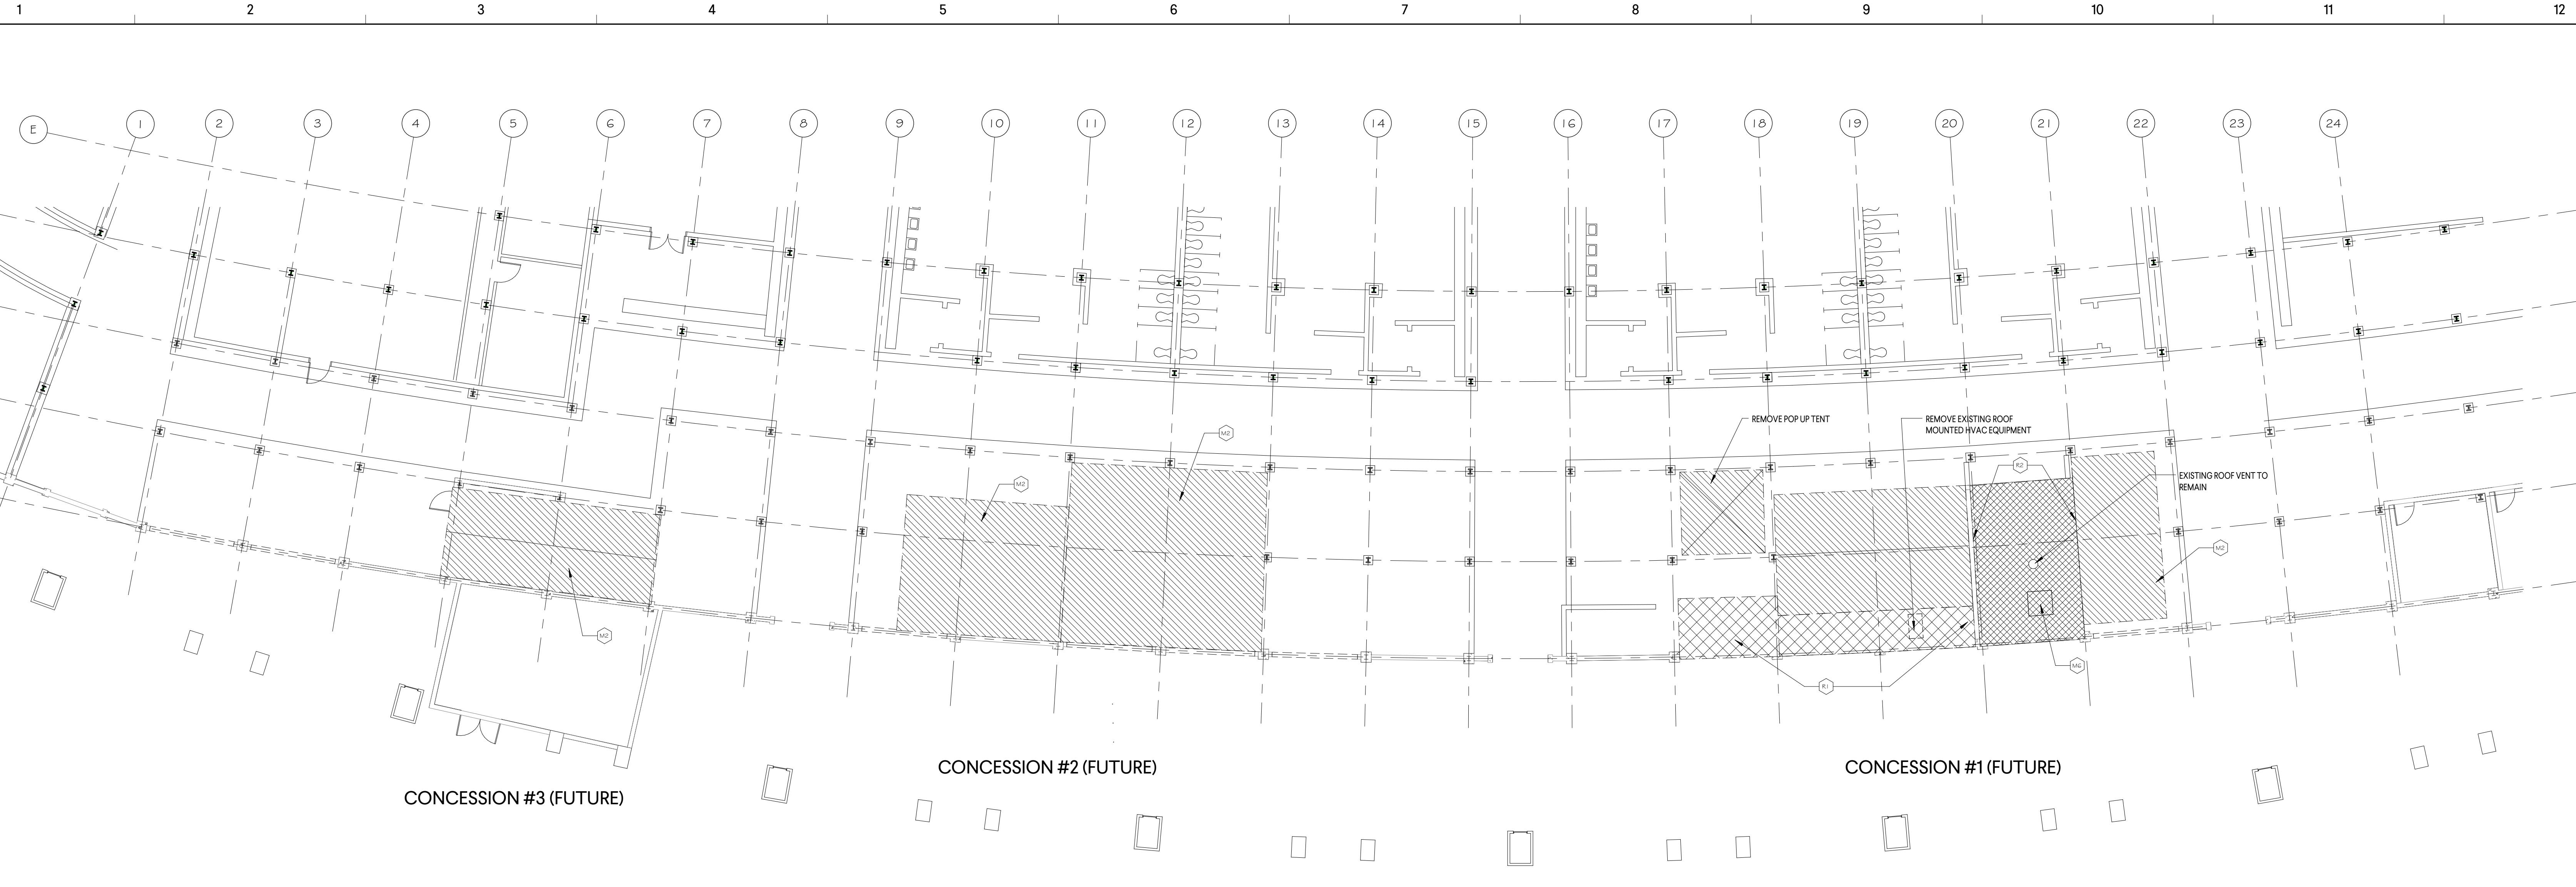 1 2 3 4 5 6 7 8 9 10 11 12
E 1 2 3 4 5 6 7 8 9 10 11 12 13 14 15 16 17 18 19 20 21 22 23 24
REMOVE POP UP TENT
REMOVE EXISTING ROOF
MOUNTED HVAC EQUIPMENT
M2
R2
M2
EXISTING ROOF VENT TO
REMAIN
M2
M2
M6
R1
CONCESSION #3 (FUTURE)
CONCESSION #2 (FUTURE)
CONCESSION #1 (FUTURE)